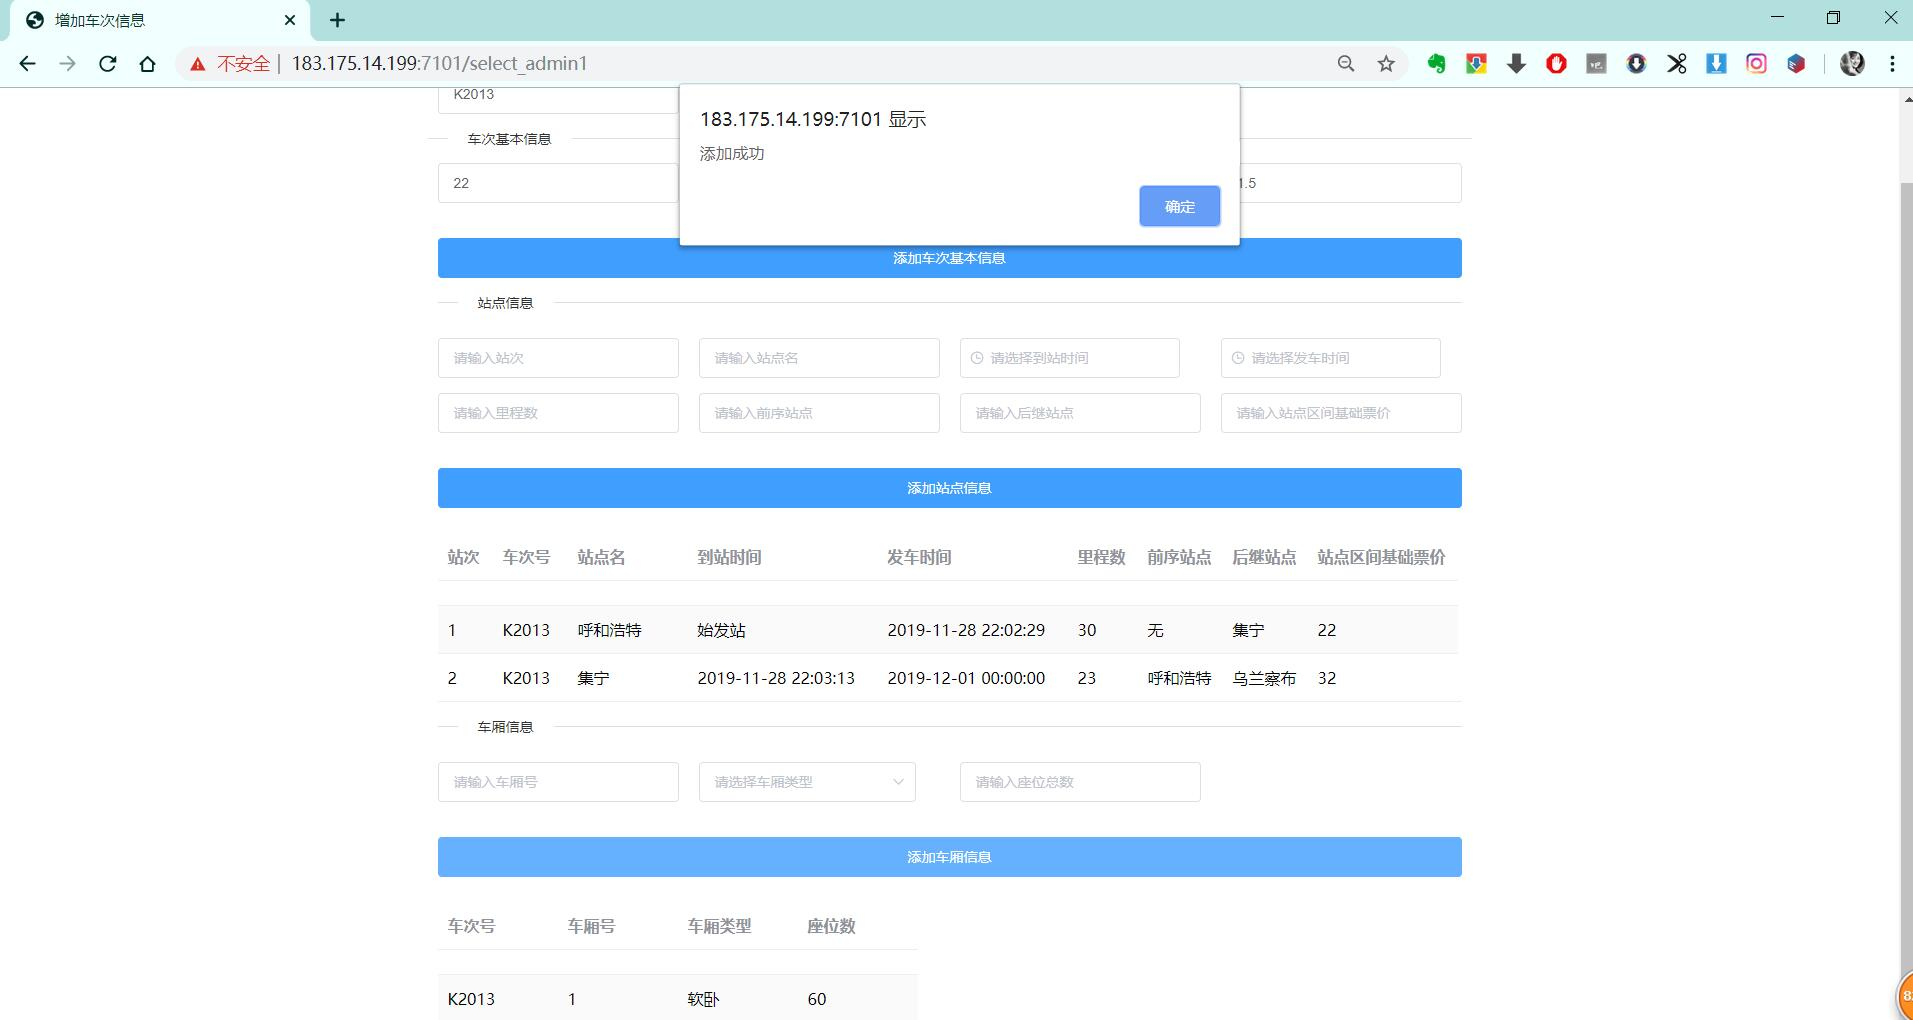 增加车次信息
不安全 | 183.175.14.199:7101/select_admin1
183.175.14.199:7101 显示
添加成功
确定
K2013
车次基本信息
22 1.5
添加车次基本信息
站点信息
请输入站次 请输入站点名 请选择到站时间 请选择发车时间
请输入里程数 请输入前序站点 请输入后继站点 请输入站点区间基础票价
添加站点信息
站次 车次号 站点名 到站时间 发车时间 里程数 前序站点 后继站点 站点区间基础票价
1 K2013 呼和浩特 始发站 2019-11-28 22:02:29 30 无 集宁 22
2 K2013 集宁 2019-11-28 22:03:13 2019-12-01 00:00:00 23 呼和浩特 乌兰察布 32
车厢信息
请输入车厢号 请选择车厢类型 请输入座位总数
添加车厢信息
车次号 车厢号 车厢类型 座位数
K2013 1 软卧 60